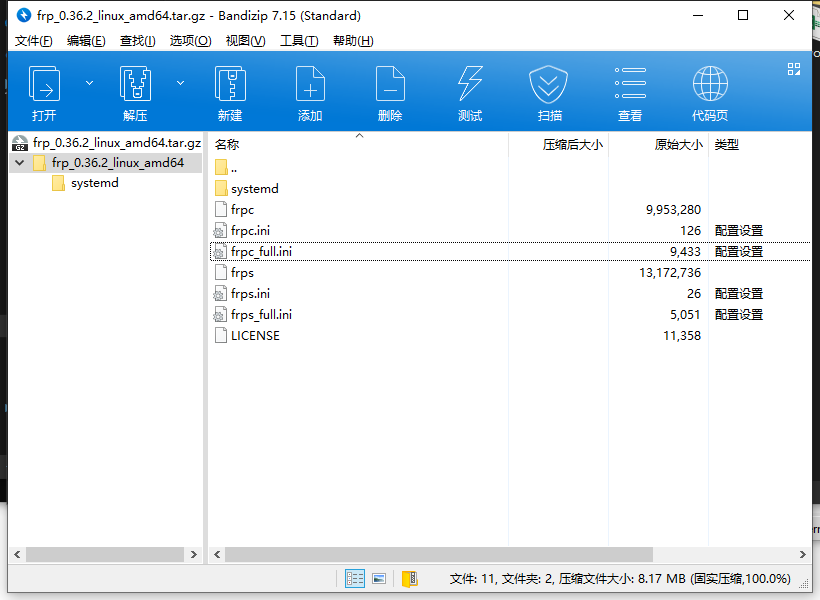 frp_0.36.2_linux_amd64.tar.gz - Bandizip 7.15 (Standard)
文件(F) 编辑(E) 查找(I) 选项(O) 视图(V) 工具(T) 帮助(H)
打开 解压 新建 添加 删除 测试 扫描 查看 代码页
frp_0.36.2_linux_amd64.tar.gz
frp_0.36.2_linux_amd64
systemd
名称 压缩后大小 原始大小 类型
..
systemd
frpc 9,953,280
frpc.ini 126 配置设置
frpc_full.ini 9,433 配置设置
frps 13,172,736
frps.ini 26 配置设置
frps_full.ini 5,051 配置设置
LICENSE 11,358
文件: 11, 文件夹: 2, 压缩文件大小: 8.17 MB (固实压缩,100.0%)